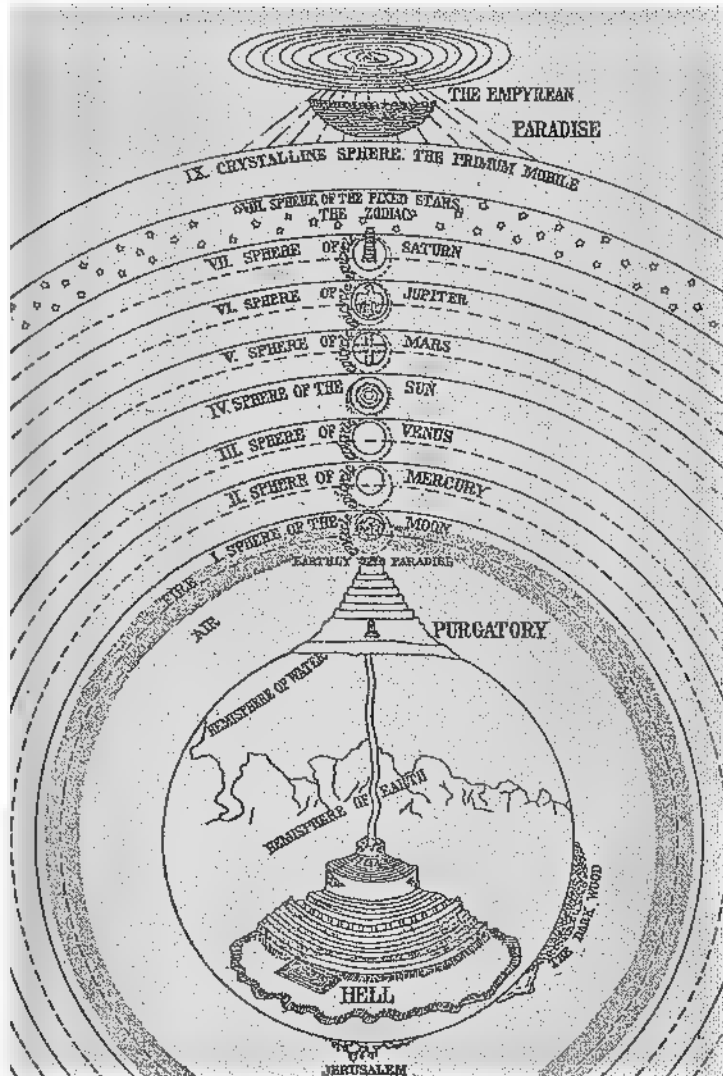 THE EMPYREAN
PARADISE
IX. CRYSTALLINE SPHERE. THE PRIMUM MOBILE
VIII. SPHERE OF THE FIXED STARS,
THE ZODIAC
VII. SPHERE OF SATURN
VI. SPHERE OF JUPITER
V. SPHERE OF MARS
IV. SPHERE OF THE SUN
III. SPHERE OF VENUS
II. SPHERE OF MERCURY
I. SPHERE OF THE MOON
EARTHLY PARADISE
FIRE
AIR
PURGATORY
HEMISPHERE OF WATER
HEMISPHERE OF EARTH
THE DARK WOOD
HELL
JERUSALEM